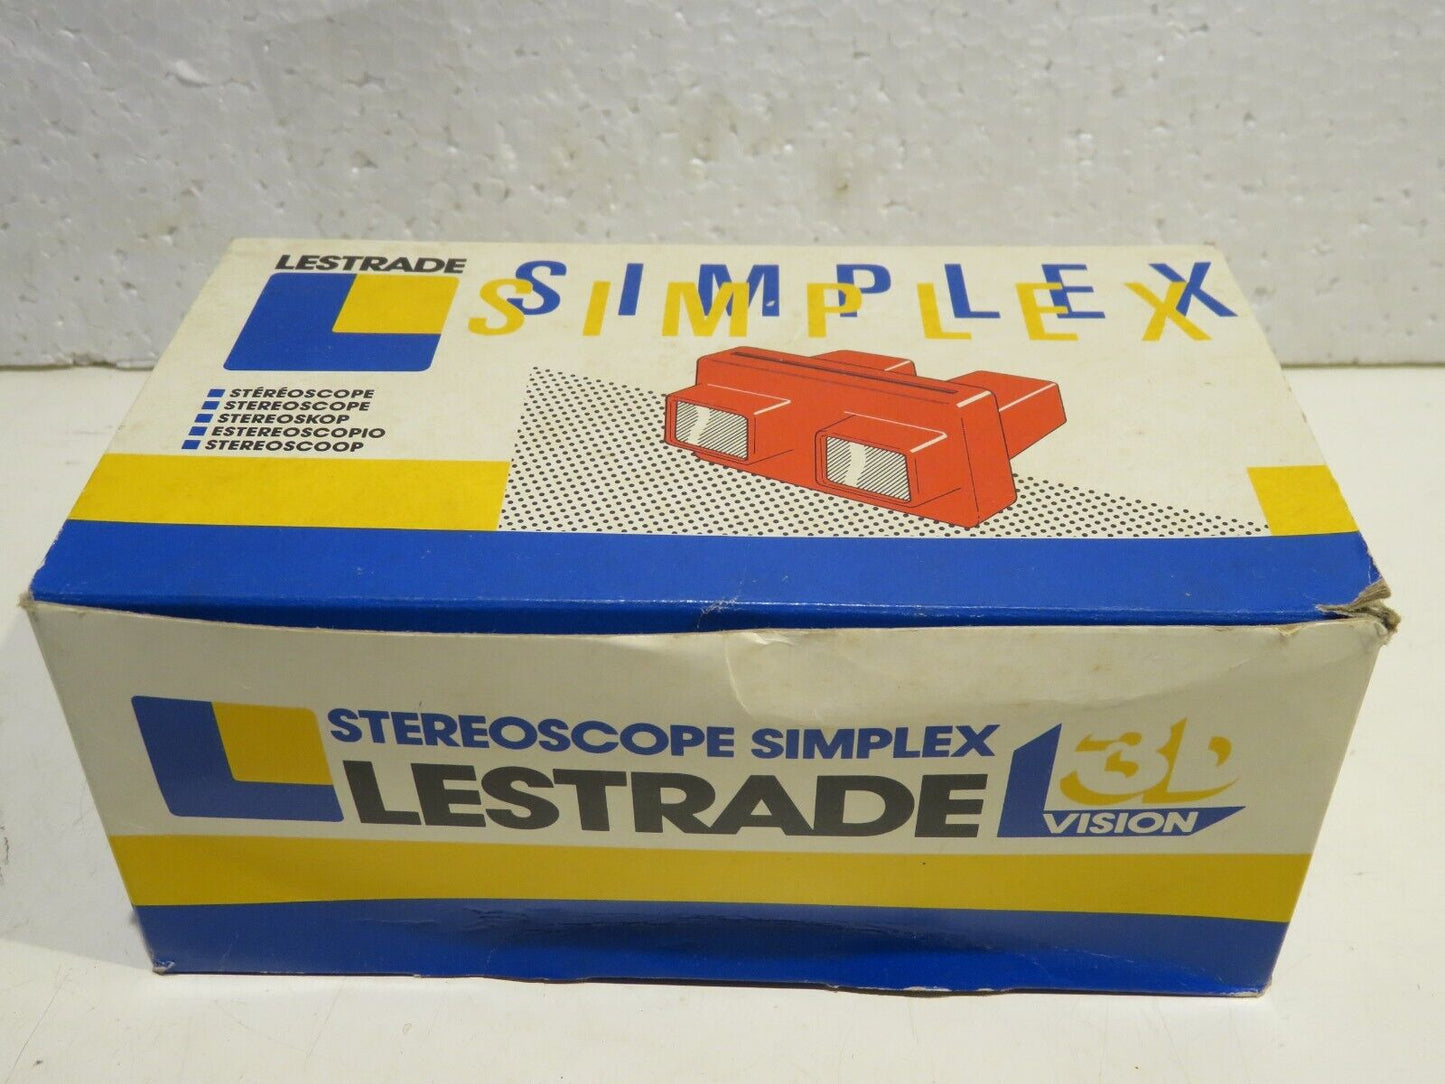 LESTRADE
SIMPLEX
SIMPLEX
STÉRÉOSCOPE
STEREOSCOPE
STEREOSKOP
ESTEREOSCOPIO
STEREOSCOOP
STEREOSCOPE SIMPLEX
LESTRADE
3D
VISION